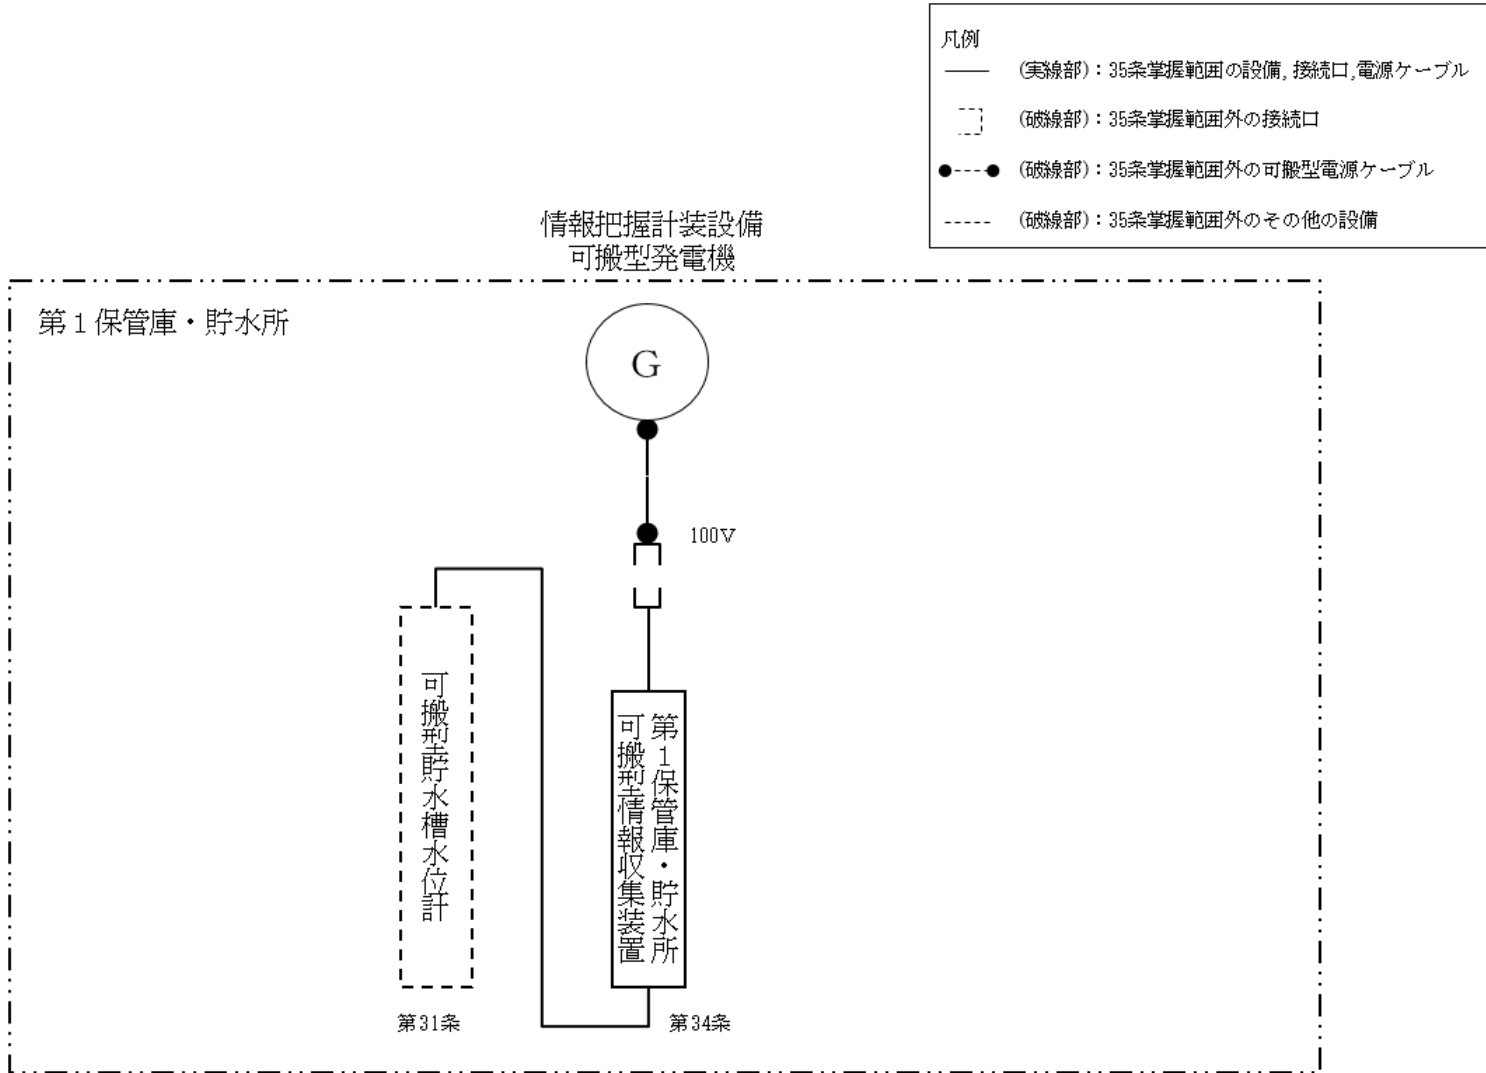 凡例
(実線部):35条掌握範囲の設備,接続口,電源ケーブル
(破線部):35条掌握範囲外の接続口
(破線部):35条掌握範囲外の可搬型電源ケーブル
(破線部):35条掌握範囲外のその他の設備
情報把握計装設備
可搬型発電機
第1保管庫・貯水所
G
100V
可搬型貯水槽水位計
第1保管庫・貯水所
可搬型情報収集装置
第31条
第34条